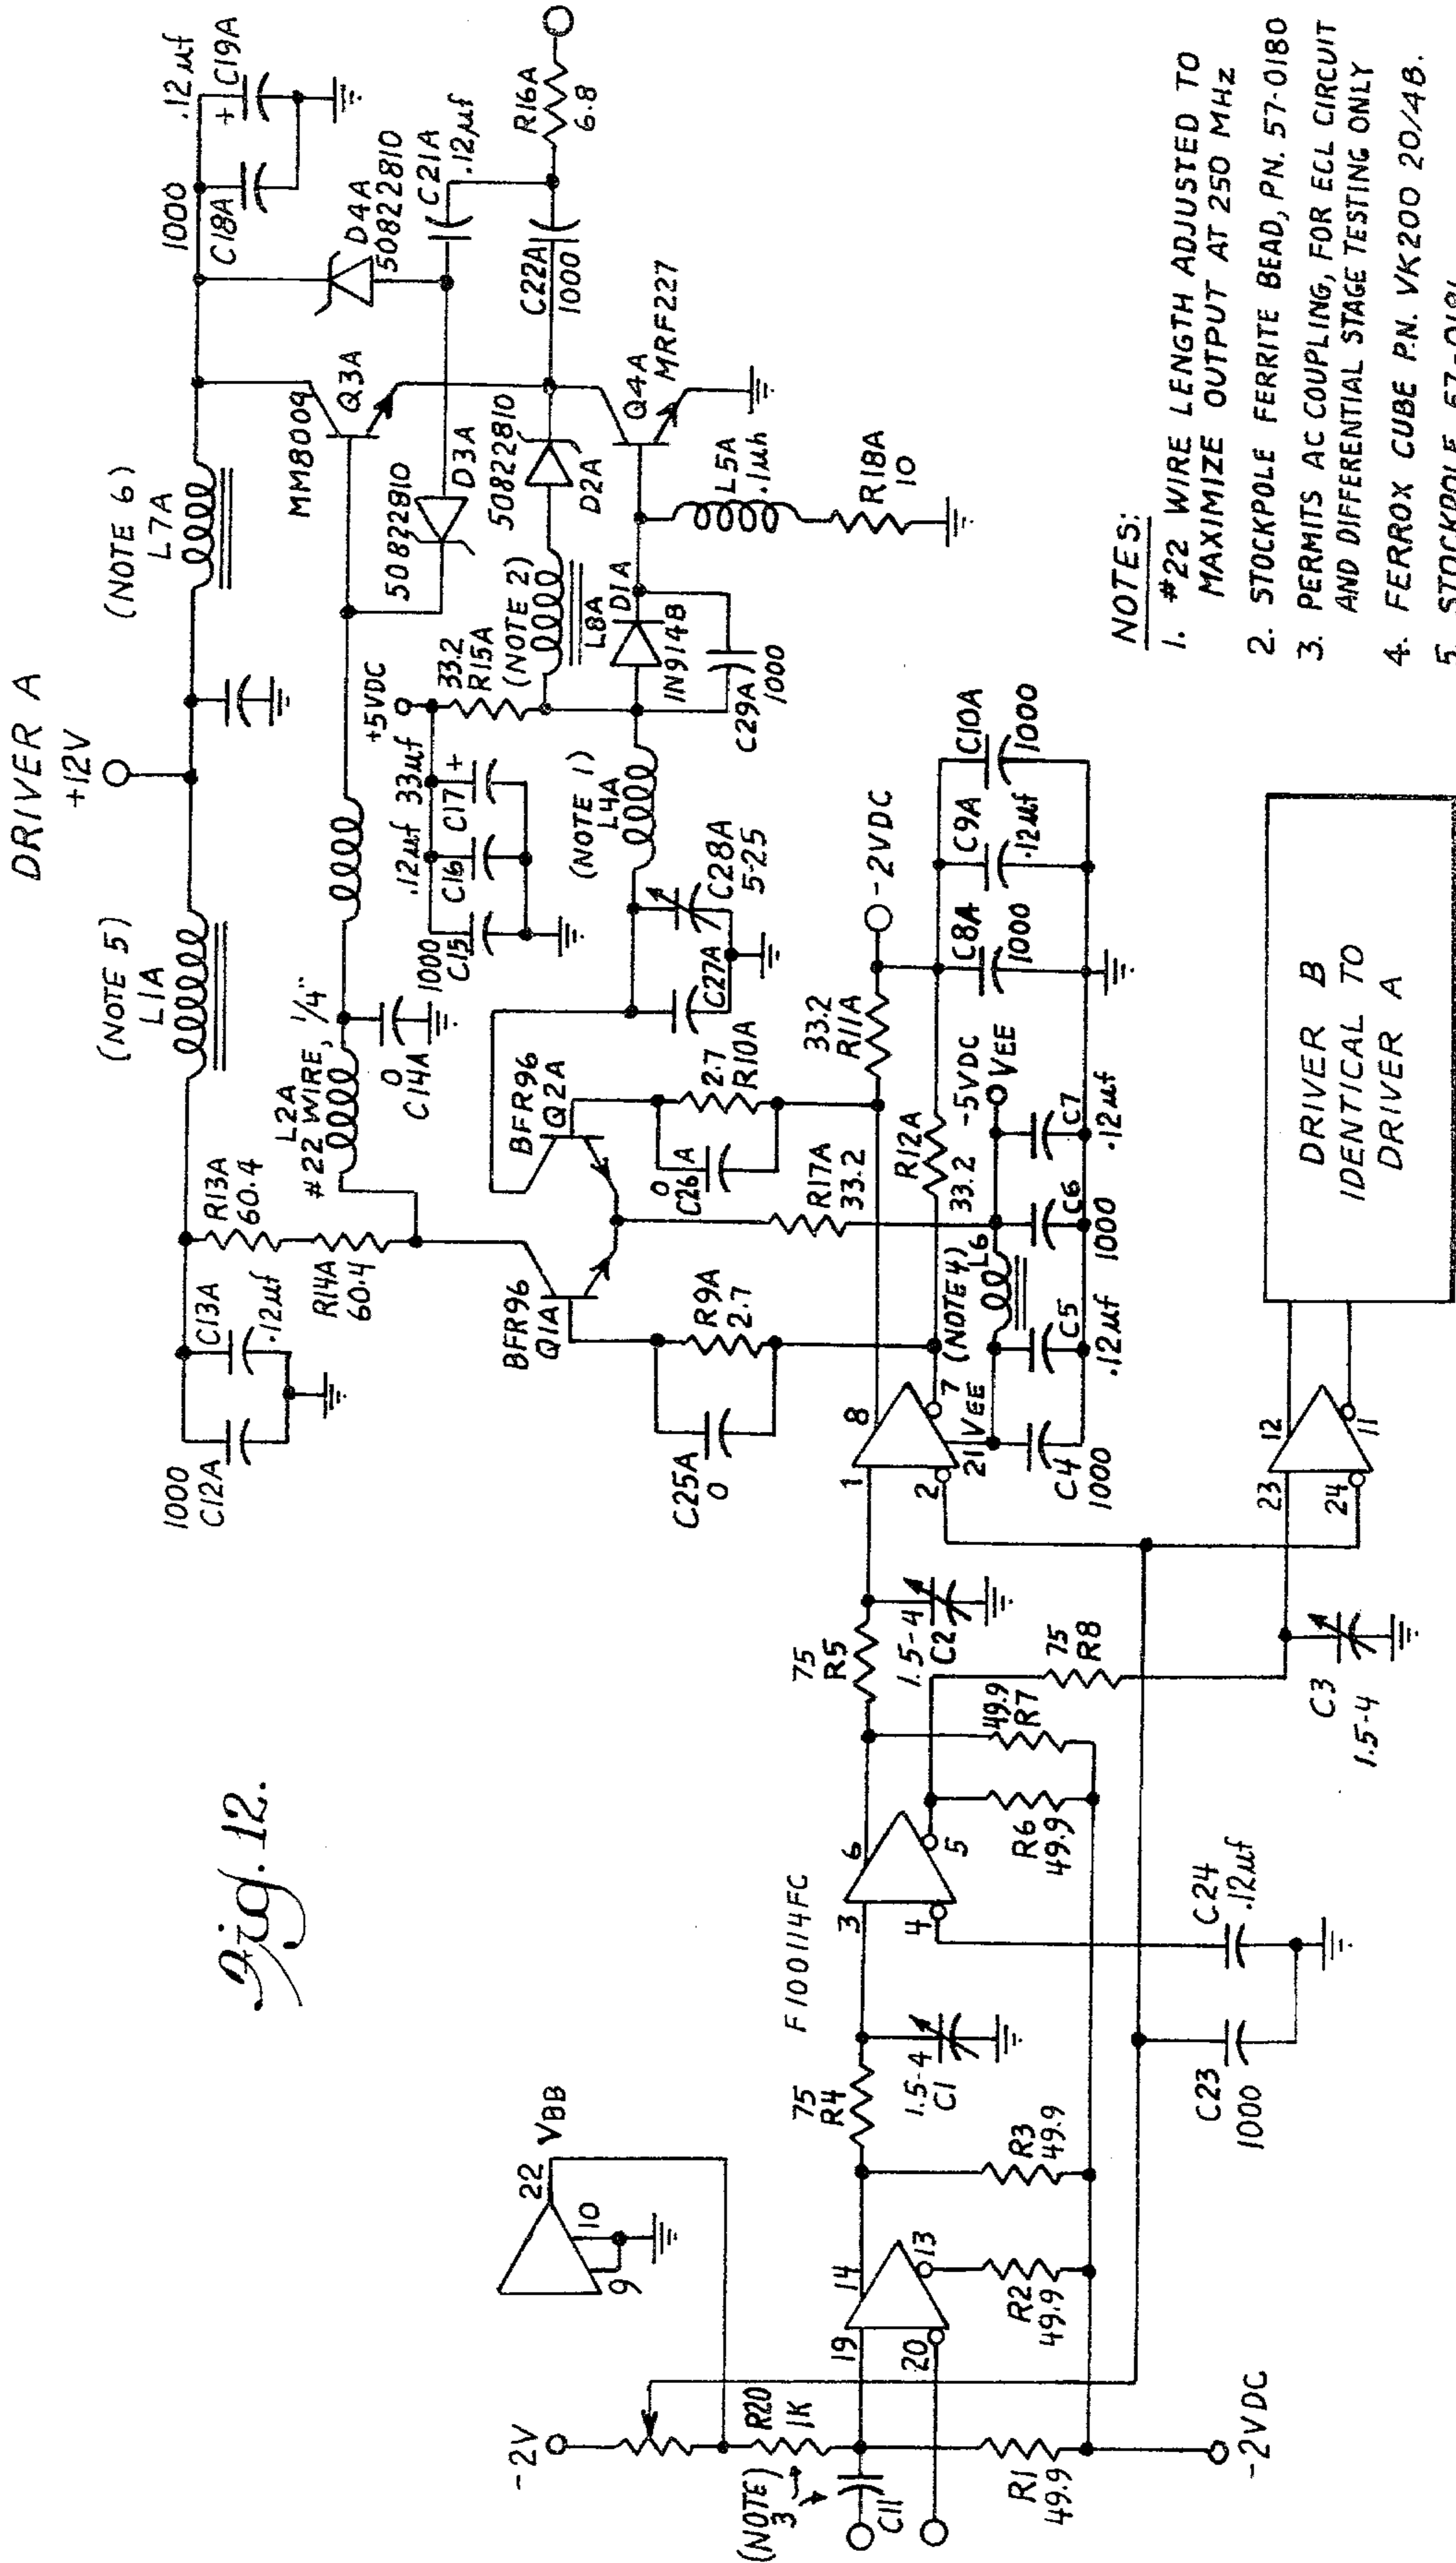 Fig. 12.
DRIVER A
+12V
(NOTE 5)
L1A
(NOTE 6)
L7A
1000
C12A
C13A
.12µf
R13A
60.4
R14A
60.4
L2A
#22 WIRE, 1/4"
0
C14A
1000
C18A
.12µf
+
C19A
MM8009
Q3A
D4A
50822810
50822810
D3A
C21A
.12µf
R16A
6.8
C22A
1000
+5VDC
33.2
R15A
1000
C15
.12µf
C16
33µf
C17
+
(NOTE 2)
L8A
50822810
D2A
Q4A
MRF227
(NOTE 1)
L4A
1N914B
D1A
C29A
1000
L5A
.1µh
R18A
10
C27A
C28A
5-25
BFR96
Q1A
BFR96
Q2A
C25A
0
R9A
2.7
0
C26A
2.7
R10A
R17A
33.2
33.2
R11A
-2VDC
R12A
33.2
C8A
1000
C9A
.12µf
C10A
1000
-5VDC
VEE
(NOTE 4)
L6
1
2
8
7
21
VEE
C4
1000
C5
.12µf
C6
1000
C7
.12µf
-2V
VBB
22
10
9
R20
1K
(NOTE
3
)
C11
R1
49.9
-2VDC
19
20
14
13
R2
49.9
R3
49.9
75
R4
1.5-4
C1
F100114FC
3
4
6
5
R6
49.9
49.9
R7
75
R5
1.5-4
C2
75
R8
C3
1.5-4
C23
1000
C24
.12µf
23
24
12
11
DRIVER B
IDENTICAL TO
DRIVER A
NOTES:
1. #22 WIRE LENGTH ADJUSTED TO
MAXIMIZE OUTPUT AT 250 MHz
2. STOCKPOLE FERRITE BEAD, PN. 57-0180
3. PERMITS AC COUPLING, FOR ECL CIRCUIT
AND DIFFERENTIAL STAGE TESTING ONLY
4. FERROX CUBE P.N. VK200 20/4B.
5. STOCKPOLE 57-0181